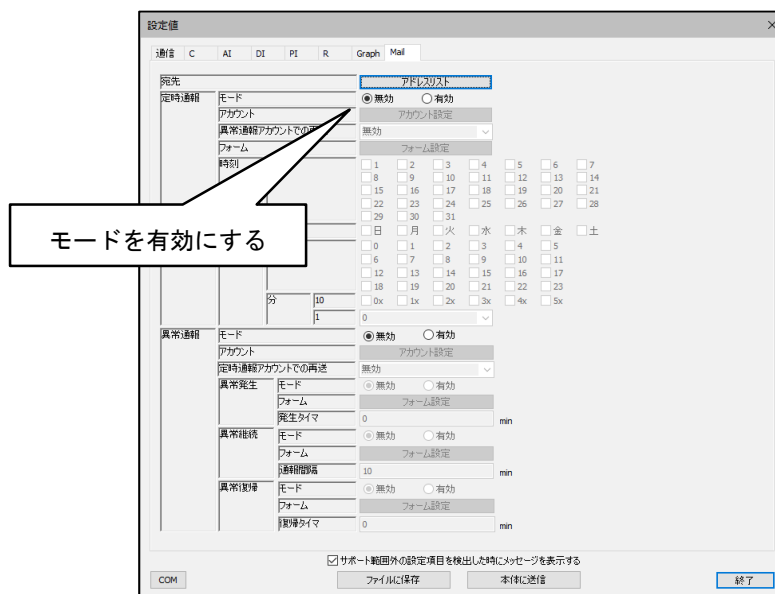 設定値 ×
通信 C AI DI PI R Graph Mail
宛先 アドレスリスト
定時通報 モード 無効 有効
アカウント アカウント設定
異常通報アカウントでの再 無効
フォーム フォーム設定
時刻 1 2 3 4 5 6 7
8 9 10 11 12 13 14
15 16 17 18 19 20 21
22 23 24 25 26 27 28
29 30 31
モードを有効にする
日 月 火 水 木 金 土
0 1 2 3 4 5
6 7 8 9 10 11
12 13 14 15 16 17
18 19 20 21 22 23
分 10 0x 1x 2x 3x 4x 5x
1 0
異常通報 モード 無効 有効
アカウント アカウント設定
定時通報アカウントでの再送 無効
異常発生 モード 無効 有効
フォーム フォーム設定
発生タイマ 0 min
異常継続 モード 無効 有効
フォーム フォーム設定
通報間隔 10 min
異常復帰 モード 無効 有効
フォーム フォーム設定
復帰タイマ 0 min
サポート範囲外の設定項目を検出した時にメッセージを表示する
COM ファイルに保存 本体に送信 終了